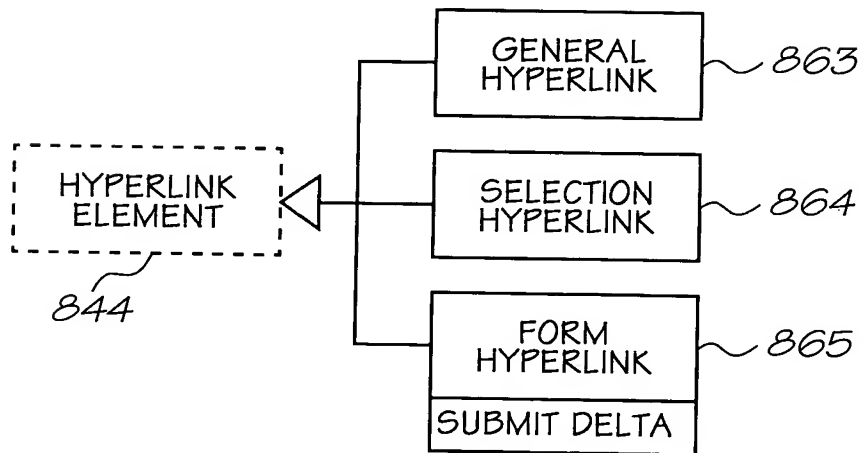 GENERAL
HYPERLINK
863
HYPERLINK
ELEMENT
844
SELECTION
HYPERLINK
864
FORM
HYPERLINK
865
SUBMIT DELTA